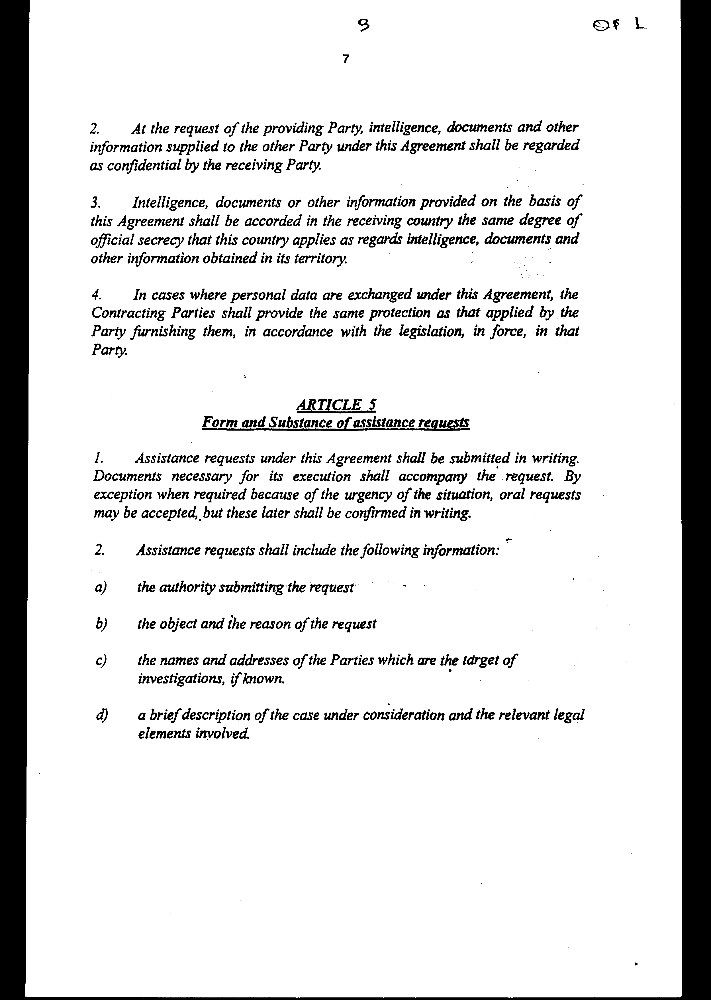 9
7
2. At the request of the providing Party, intelligence, documents and other
information supplied to the other Party under this Agreement shall be regarded
as confidential by the receiving Party.
3. Intelligence, documents or other information provided on the basis of
this Agreement shall be accorded in the receiving country the same degree of
official secrecy that this country applies as regards intelligence, documents and
other information obtained in its territory.
4. In cases where personal data are exchanged under this Agreement, the
Contracting Parties shall provide the same protection as that applied by the
Party furnishing them, in accordance with the legislation, in force, in that
Party.
ARTICLE 5
Form and Substance of assistance requests
1. Assistance requests under this Agreement shall be submitted in writing.
Documents necessary for its execution shall accompany the request. By
exception when required because of the urgency of the situation, oral requests
may be accepted, but these later shall be confirmed in writing.
2. Assistance requests shall include the following information:
a) the authority submitting the request
b) the object and the reason of the request
c) the names and addresses of the Parties which are the target of
investigations, if known.
d) a brief description of the case under consideration and the relevant legal
elements involved.